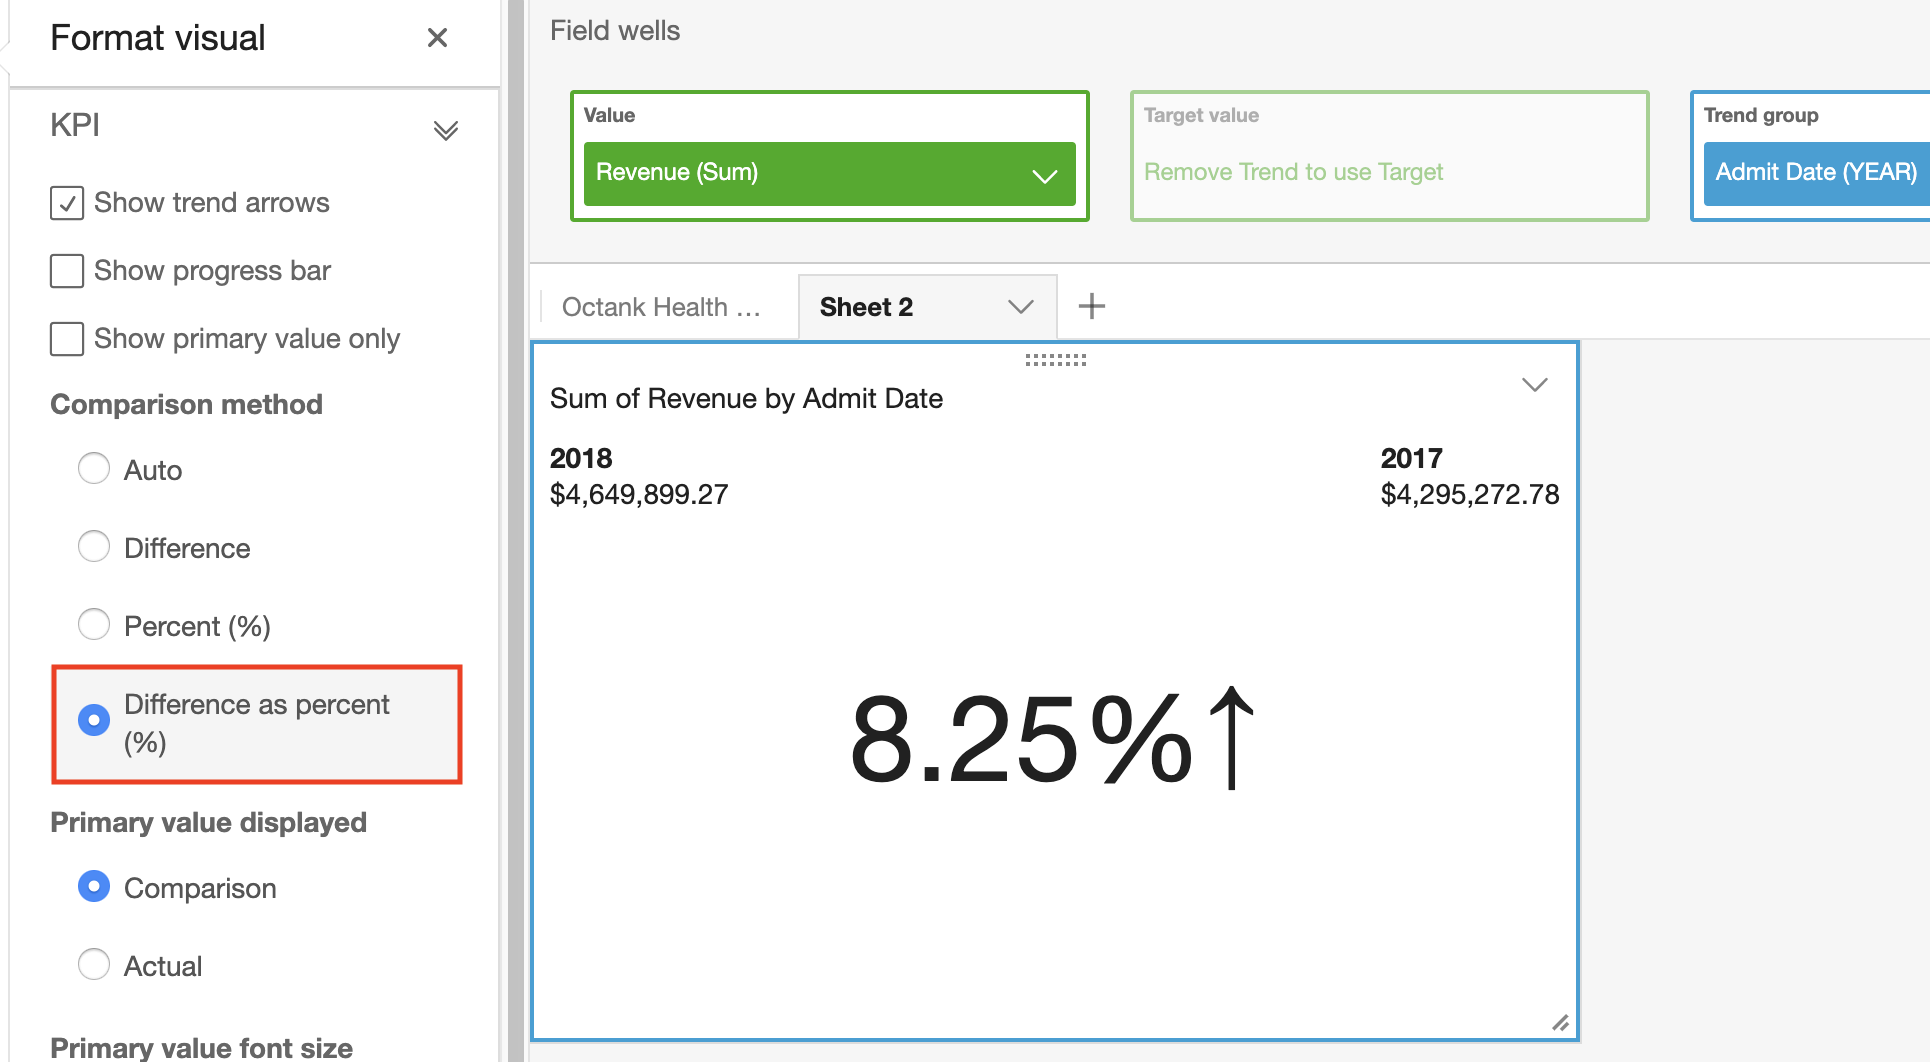 Format visual
KPI
Show trend arrows
Show progress bar
Show primary value only
Comparison method
Auto
Difference
Percent (%)
Difference as percent
(%)
Primary value displayed
Comparison
Actual
Primary value font size
Field wells
Value
Revenue (Sum)
Target value
Remove Trend to use Target
Trend group
Admit Date (YEAR)
Octank Health ...
Sheet 2
Sum of Revenue by Admit Date
2018
$4,649,899.27
2017
$4,295,272.78
8.25%↑